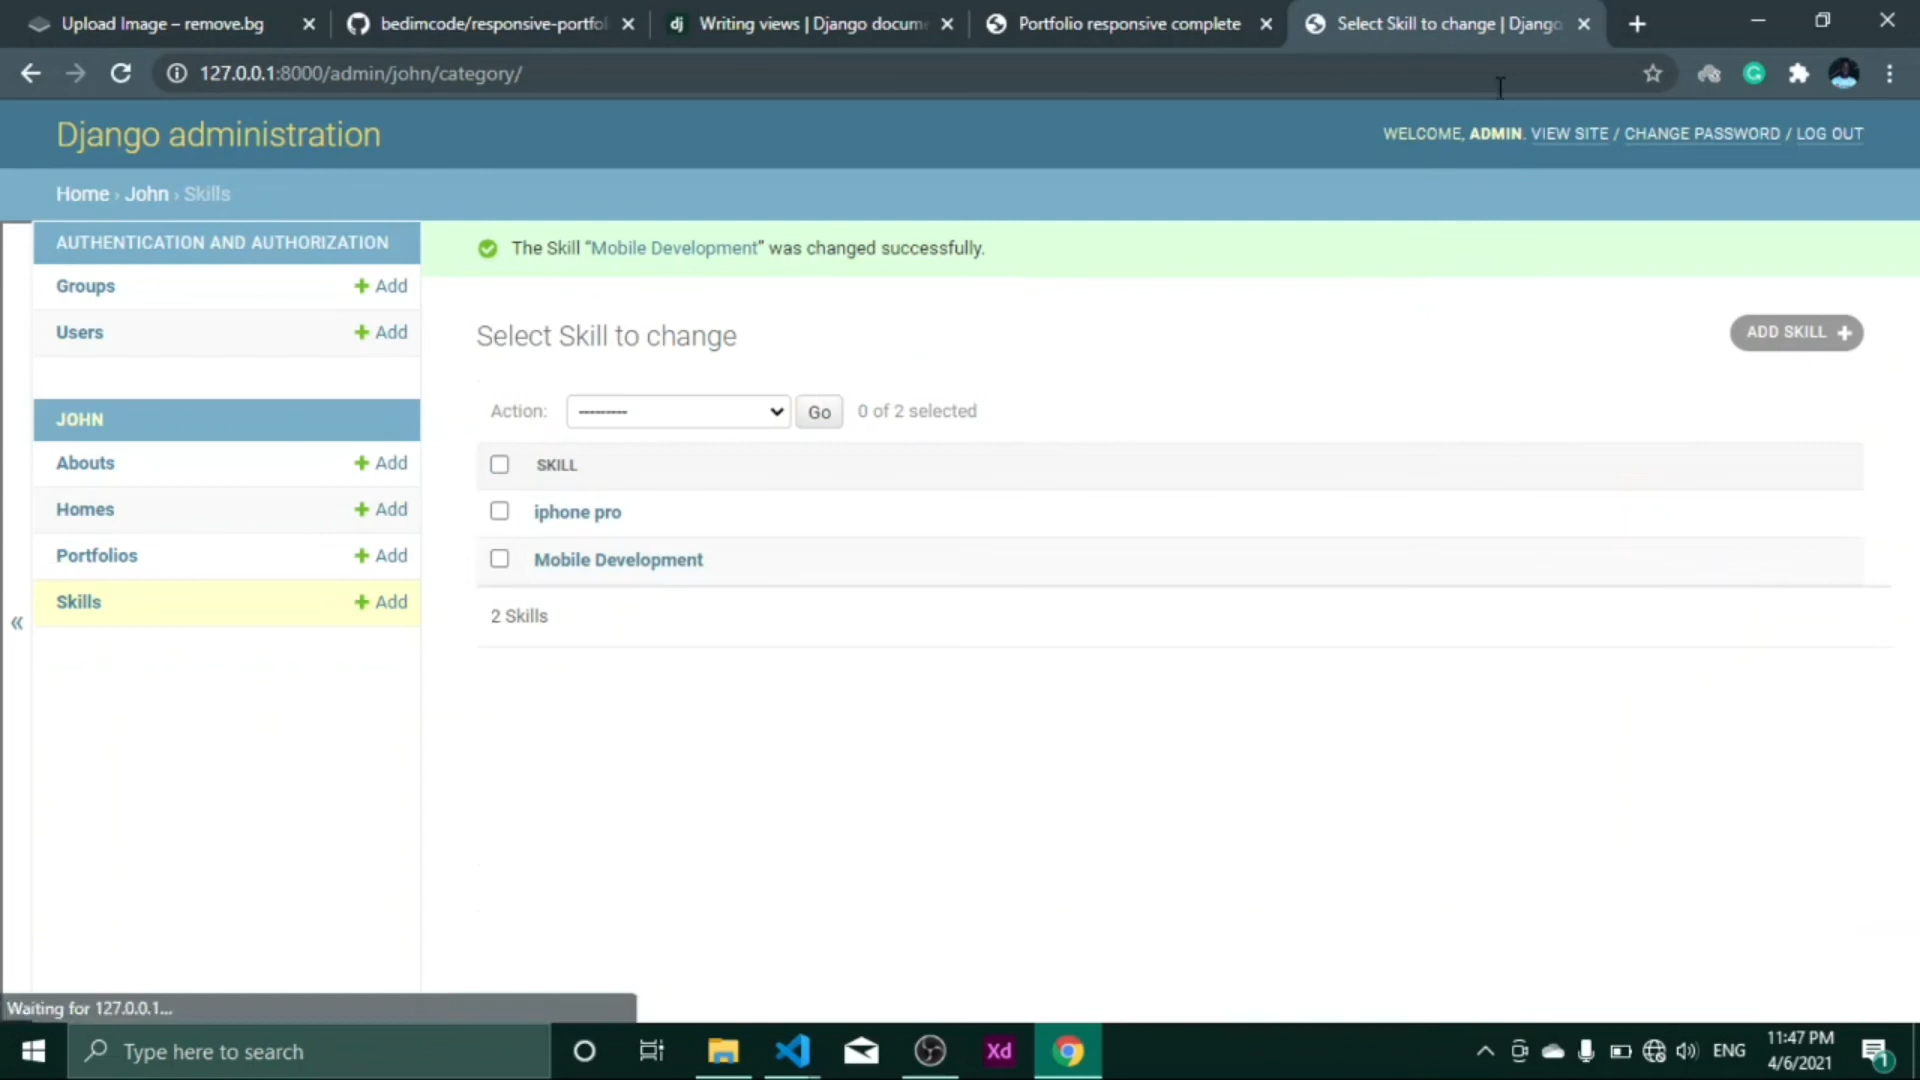 Upload Image – remove.bg
bedimcode/responsive-portfol
dj Writing views | Django docum
Portfolio responsive complete
Select Skill to change | Django
127.0.0.1:8000/admin/john/category/
Django administration
WELCOME, ADMIN. VIEW SITE / CHANGE PASSWORD / LOG OUT
Home › John › Skills
AUTHENTICATION AND AUTHORIZATION
The Skill “Mobile Development” was changed successfully.
Groups + Add
Users + Add
Select Skill to change
ADD SKILL +
Action: --------- Go 0 of 2 selected
JOHN
Abouts + Add
Homes + Add
Portfolios + Add
Skills + Add
SKILL
iphone pro
Mobile Development
2 Skills
«
Waiting for 127.0.0.1...
Type here to search
Xd
ENG
11:47 PM
4/6/2021
1